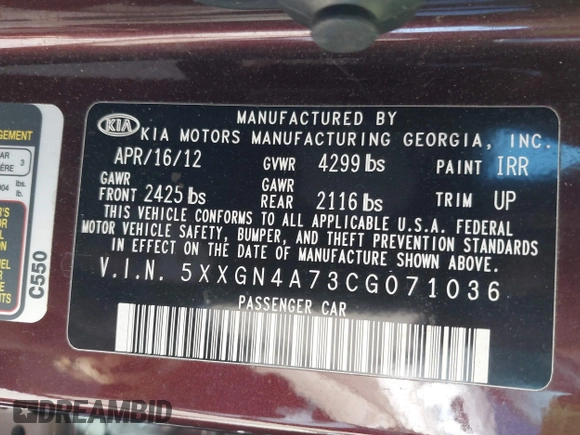 MANUFACTURED BY
KIA KIA MOTORS MANUFACTURING GEORGIA, INC.
APR/16/12 GVWR 4299 lbs PAINT IRR
GAWR FRONT 2425 lbs GAWR REAR 2116 lbs TRIM UP
THIS VEHICLE CONFORMS TO ALL APPLICABLE U.S.A. FEDERAL
MOTOR VEHICLE SAFETY, BUMPER, AND THEFT PREVENTION STANDARDS
IN EFFECT ON THE DATE OF MANUFACTURE SHOWN ABOVE.
V.I.N. 5XXGN4A73CG071036
PASSENGER CAR
C550
DREAMBID